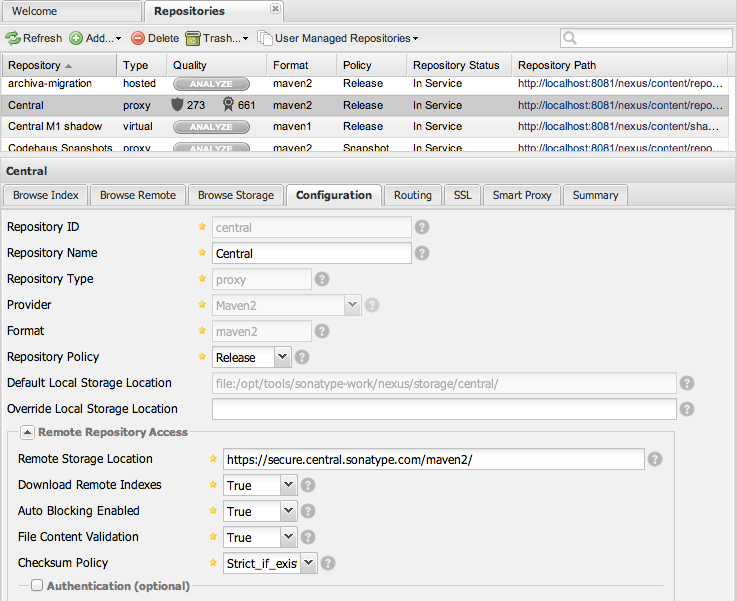 Welcome Repositories
Refresh Add... Delete Trash... User Managed Repositories
Repository Type Quality Format Policy Repository Status Repository Path
archiva-migration hosted ANALYZE maven2 Release In Service http://localhost:8081/nexus/content/repo...
Central proxy 273 661 maven2 Release In Service http://localhost:8081/nexus/content/repo...
Central M1 shadow virtual ANALYZE maven1 Release In Service http://localhost:8081/nexus/content/sha...
Codehaus Snapshots proxy ANALYZE maven2 Snapshot In Service http://localhost:8081/nexus/content/repo...
Central
Browse Index Browse Remote Browse Storage Configuration Routing SSL Smart Proxy Summary
Repository ID central ?
Repository Name Central ?
Repository Type proxy ?
Provider Maven2 ?
Format maven2 ?
Repository Policy Release ?
Default Local Storage Location file:/opt/tools/sonatype-work/nexus/storage/central/ ?
Override Local Storage Location ?
Remote Repository Access
Remote Storage Location https://secure.central.sonatype.com/maven2/ ?
Download Remote Indexes True ?
Auto Blocking Enabled True ?
File Content Validation True ?
Checksum Policy Strict_if_exis ?
Authentication (optional)